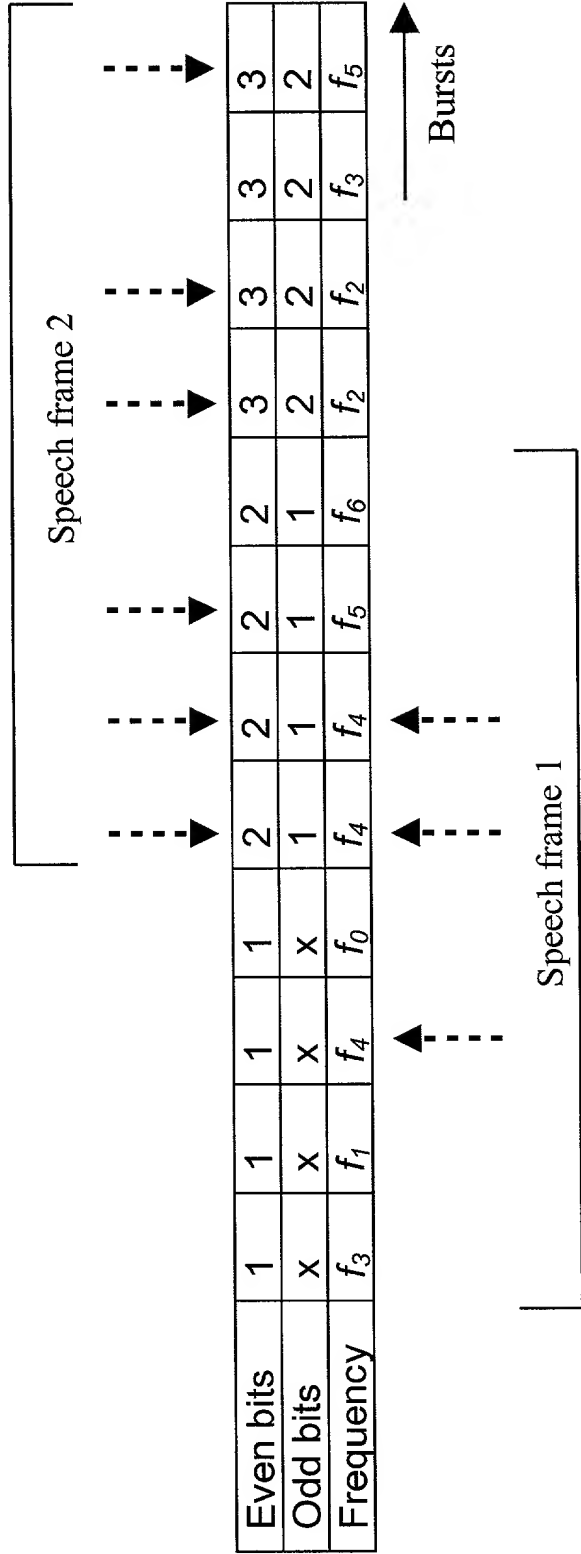 Speech frame 2
Even bits 1 1 1 1 2 2 2 2 3 3 3 3
Odd bits x x x x 1 1 1 1 2 2 2 2
Frequency f3 f1 f4 f0 f4 f4 f5 f6 f2 f2 f3 f5
Bursts
Speech frame 1